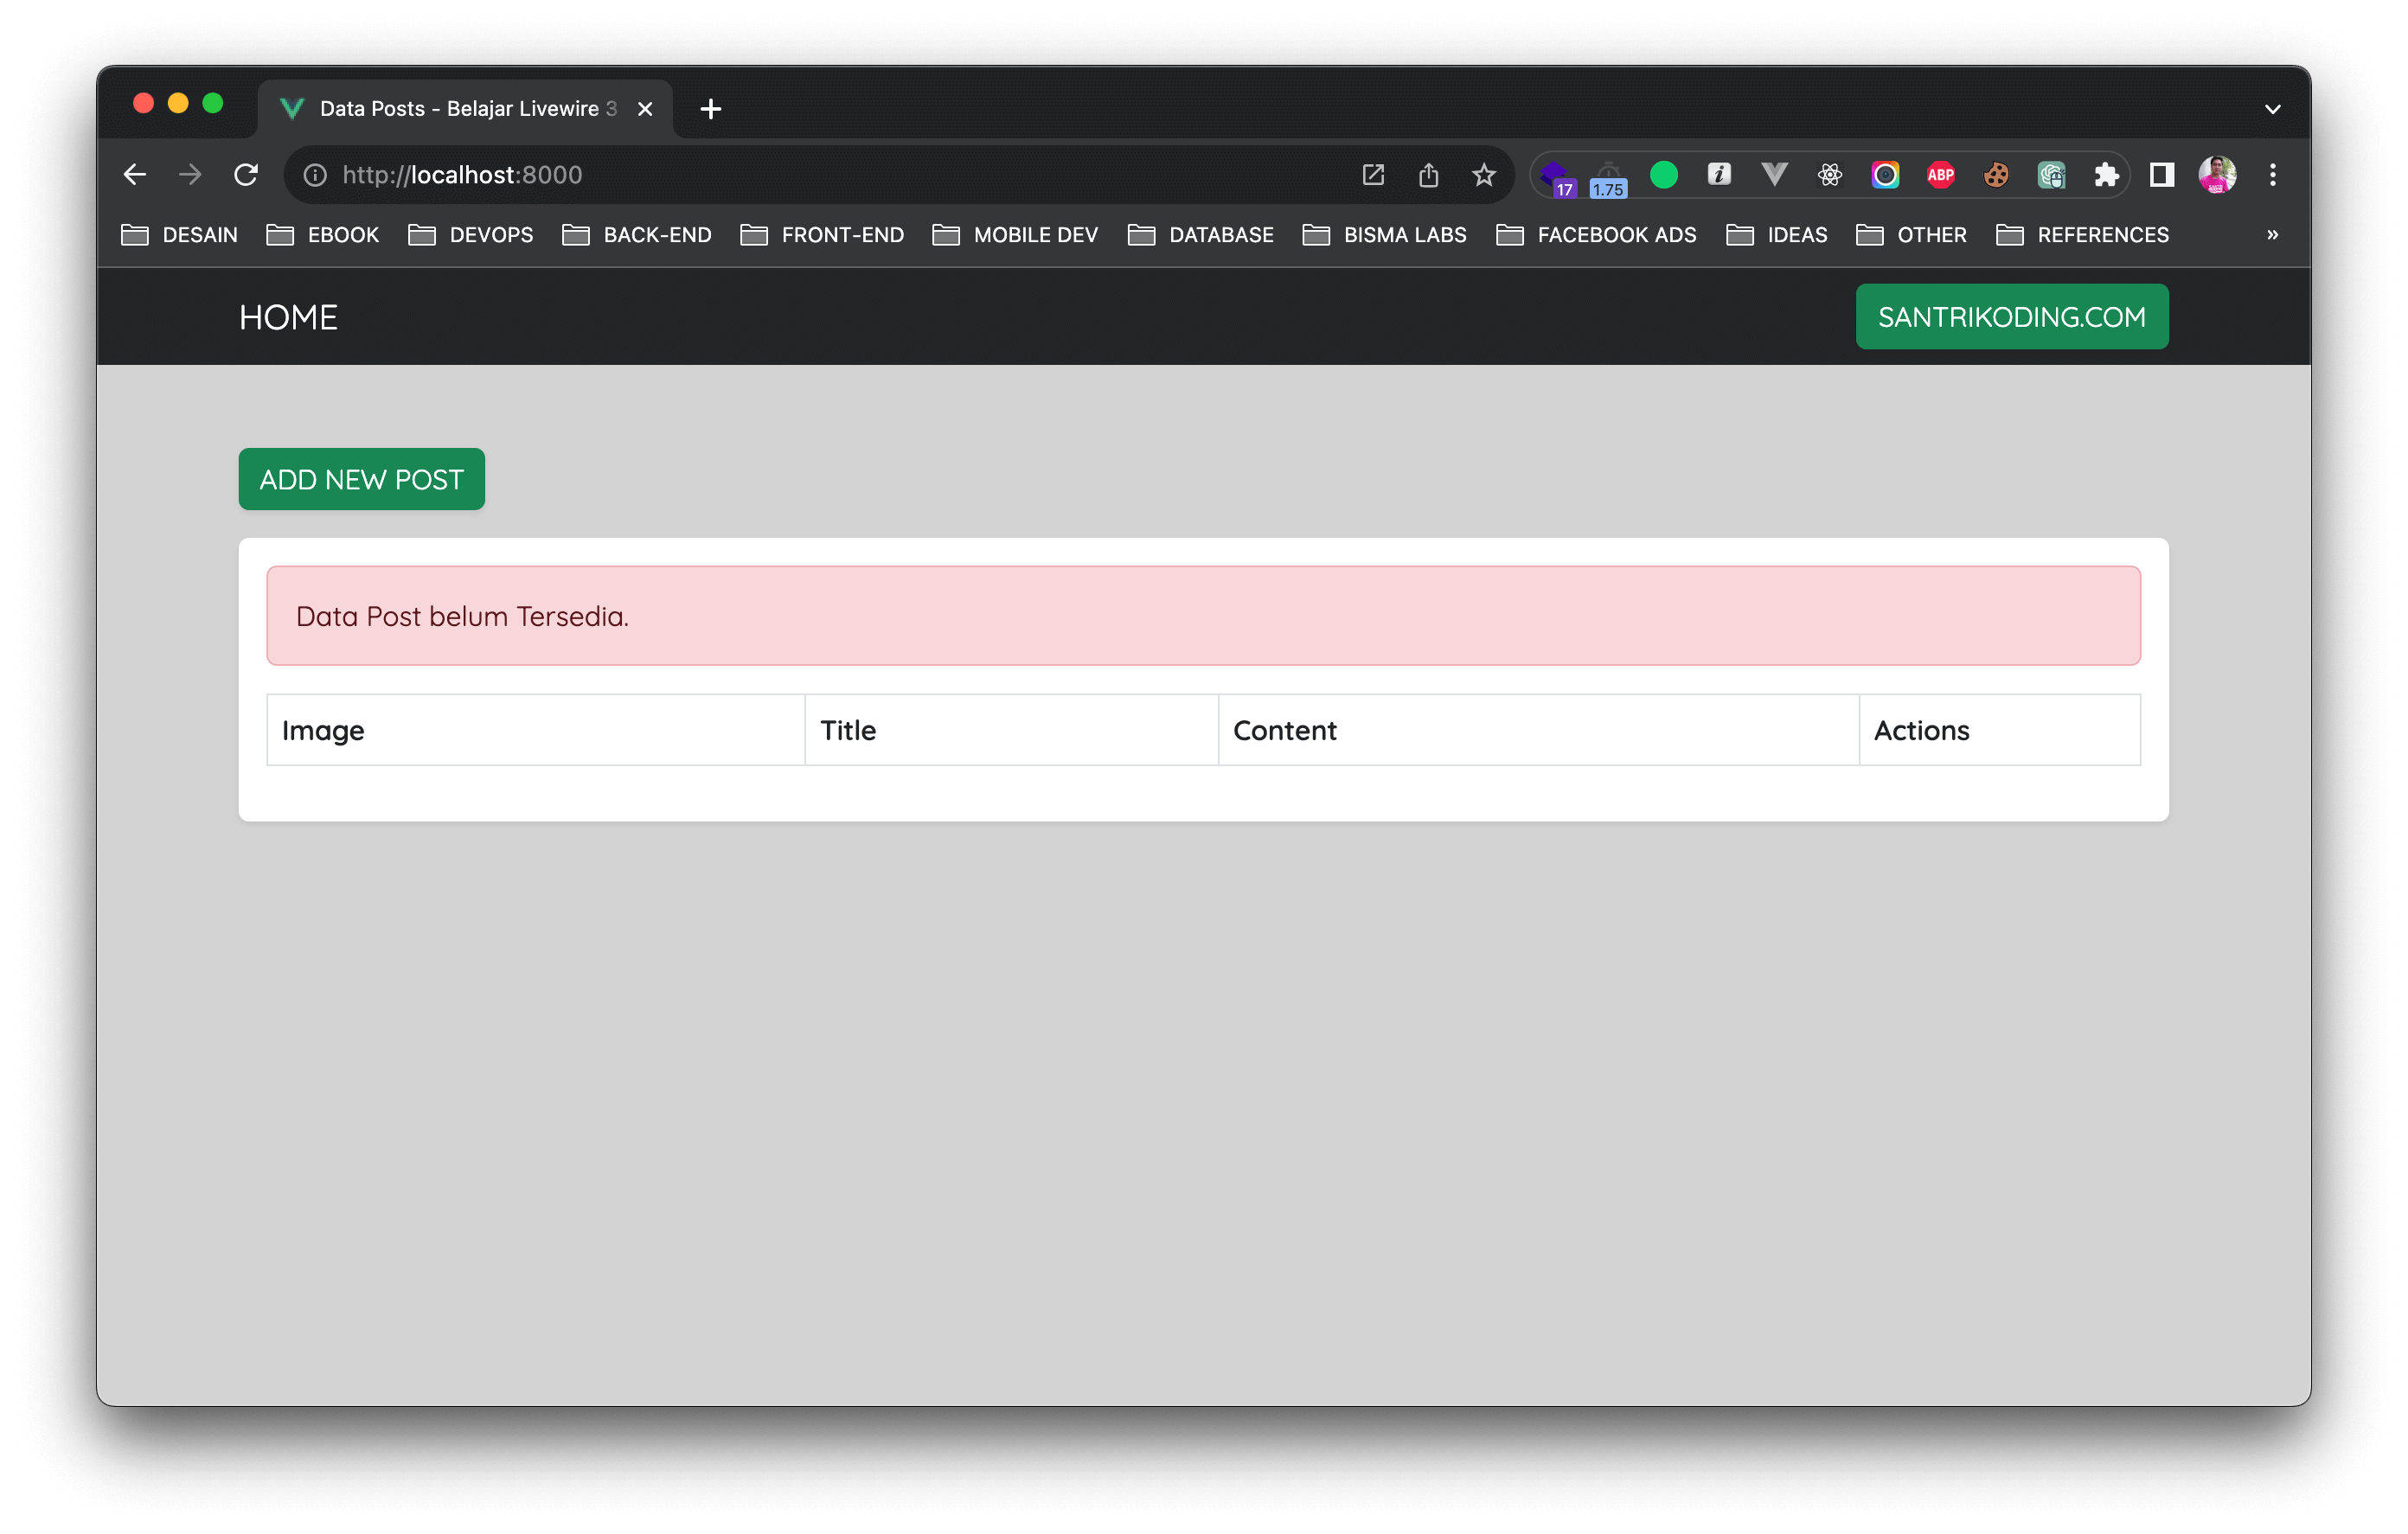 Data Posts - Belajar Livewire 3
http://localhost:8000
17
1.75
i
ABP
DESAIN EBOOK DEVOPS BACK-END FRONT-END MOBILE DEV DATABASE BISMA LABS FACEBOOK ADS IDEAS OTHER REFERENCES »
HOME
SANTRIKODING.COM
ADD NEW POST
Data Post belum Tersedia.
Image Title Content Actions